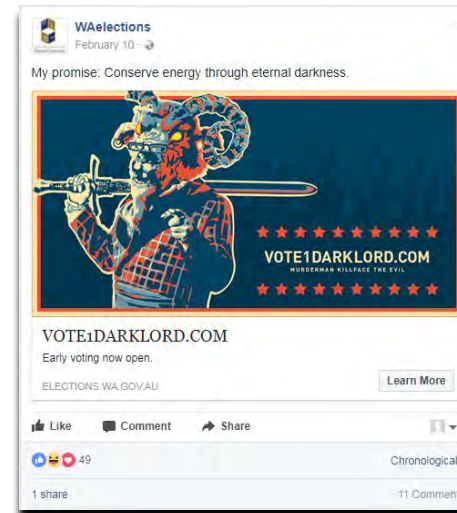 WAelections
February 10
My promise: Conserve energy through eternal darkness.
VOTE1DARKLORD.COM
MURDERMAN KILLFACE THE EVIL
VOTE1DARKLORD.COM
Early voting now open.
ELECTIONS.WA.GOV.AU
Learn More
Like Comment Share
49 Chronological
1 share 11 Commen